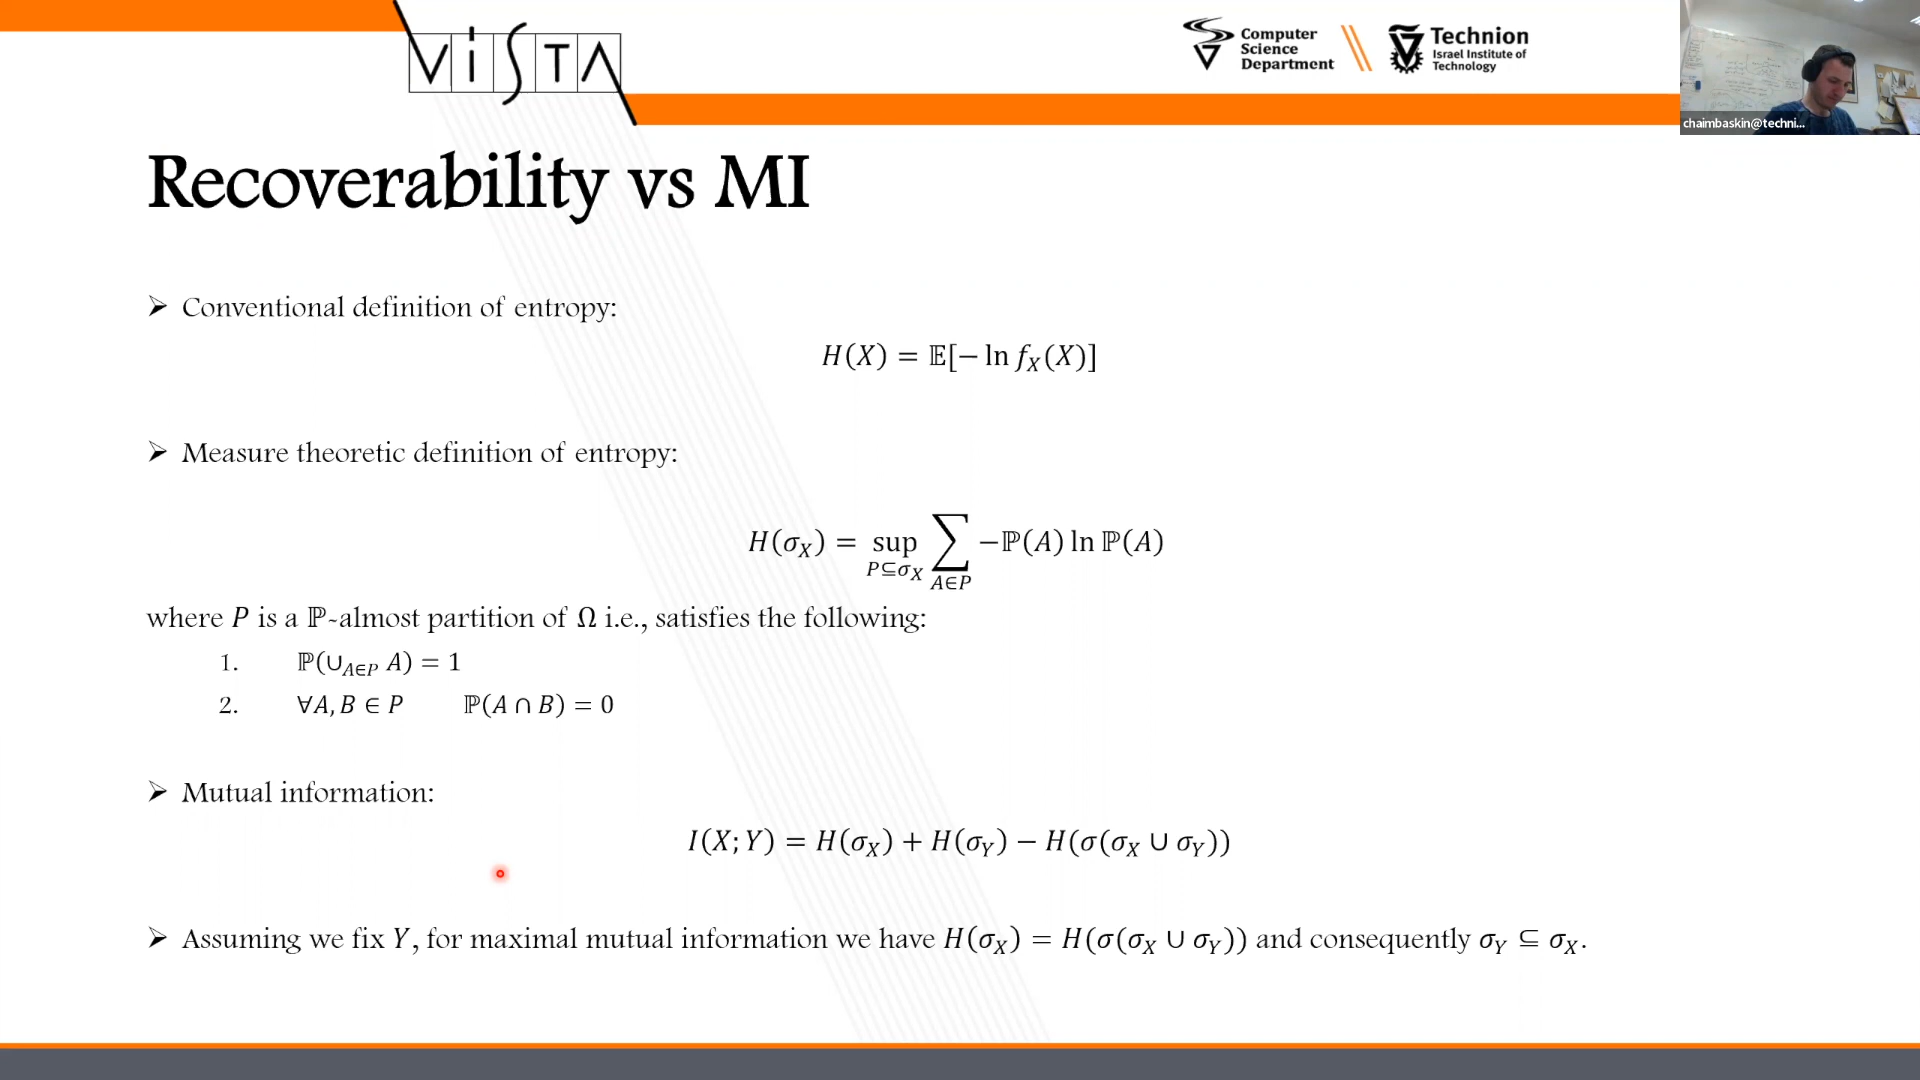 VISTA
Computer
Science
Department
Technion
Israel Institute of
Technology
chaimbaskin@techni...
Recoverability vs MI
➢ Conventional definition of entropy:
H(X) = 𝔼[− ln f_X(X)]
➢ Measure theoretic definition of entropy:
H(σ_X) = sup_{P⊆σ_X} ∑_{A∈P} −ℙ(A) ln ℙ(A)
where P is a ℙ-almost partition of Ω i.e., satisfies the following:
1. ℙ(∪_{A∈P} A) = 1
2. ∀A, B ∈ P ℙ(A ∩ B) = 0
➢ Mutual information:
I(X; Y) = H(σ_X) + H(σ_Y) − H(σ(σ_X ∪ σ_Y))
➢ Assuming we fix Y, for maximal mutual information we have H(σ_X) = H(σ(σ_X ∪ σ_Y)) and consequently σ_Y ⊆ σ_X.